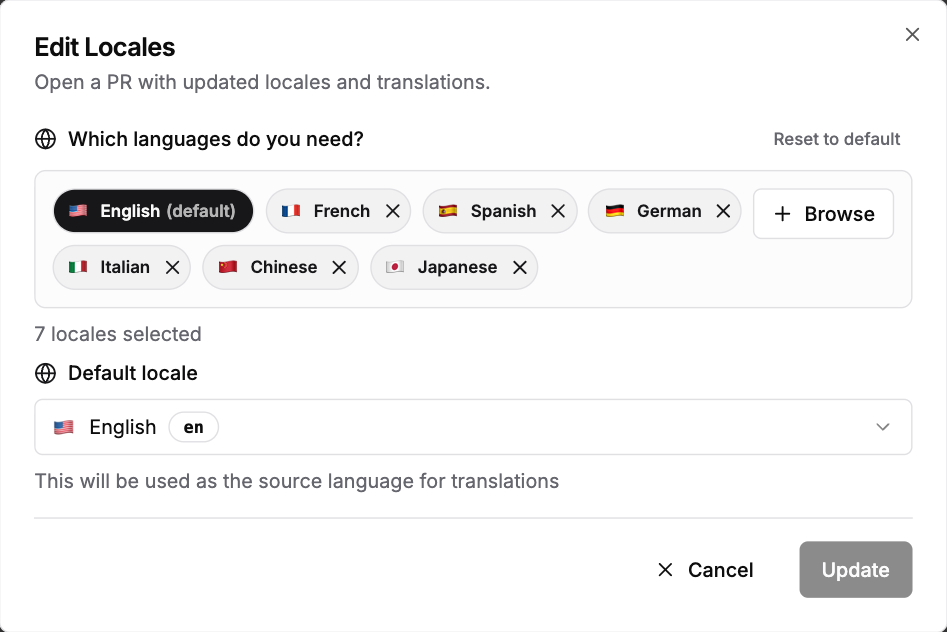 Edit Locales
Open a PR with updated locales and translations.
Which languages do you need?
Reset to default
English (default)
French
Spanish
German
Browse
Italian
Chinese
Japanese
7 locales selected
Default locale
English en
This will be used as the source language for translations
Cancel
Update